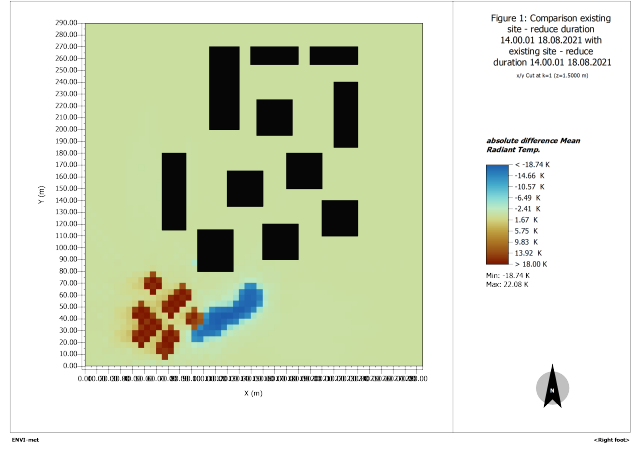 Figure 1: Comparison existing
site - reduce duration
14.00.01 18.08.2021 with
existing site - reduce
duration 14.00.01 18.08.2021
x/y Cut at k=1 (z=1.5000 m)
absolute difference Mean
Radiant Temp.
< -18.74 K
-14.66 K
-10.57 K
-6.49 K
-2.41 K
1.67 K
5.75 K
9.83 K
13.92 K
> 18.00 K
Min: -18.74 K
Max: 22.08 K
N
290.00
280.00
270.00
260.00
250.00
240.00
230.00
220.00
210.00
200.00
190.00
180.00
170.00
160.00
150.00
140.00
130.00
120.00
110.00
100.00
90.00
80.00
70.00
60.00
50.00
40.00
30.00
20.00
10.00
0.00
Y (m)
X (m)
ENVI-met
<Right foot>